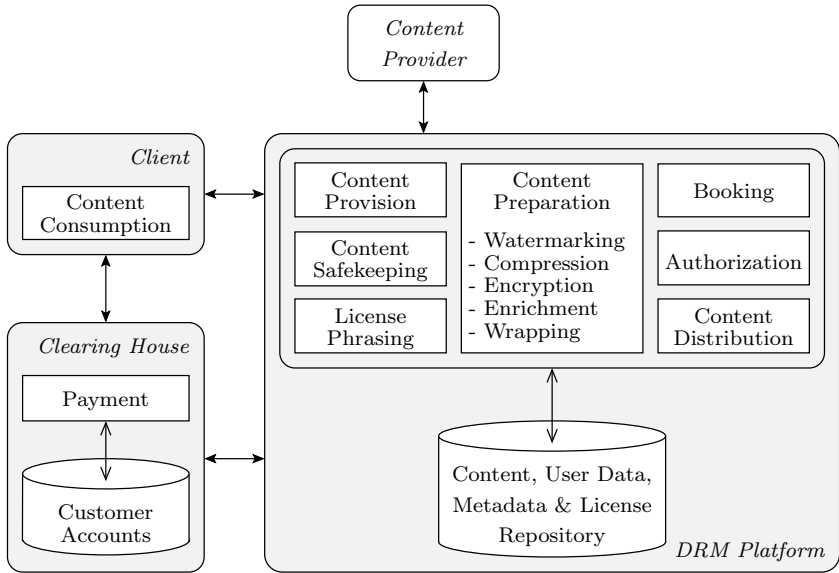 Content
Provider
Client
Content
Consumption
Clearing House
Payment
Customer
Accounts
Content
Provision
Content
Safekeeping
License
Phrasing
Content
Preparation
- Watermarking
- Compression
- Encryption
- Enrichment
- Wrapping
Booking
Authorization
Content
Distribution
Content, User Data,
Metadata & License
Repository
DRM Platform